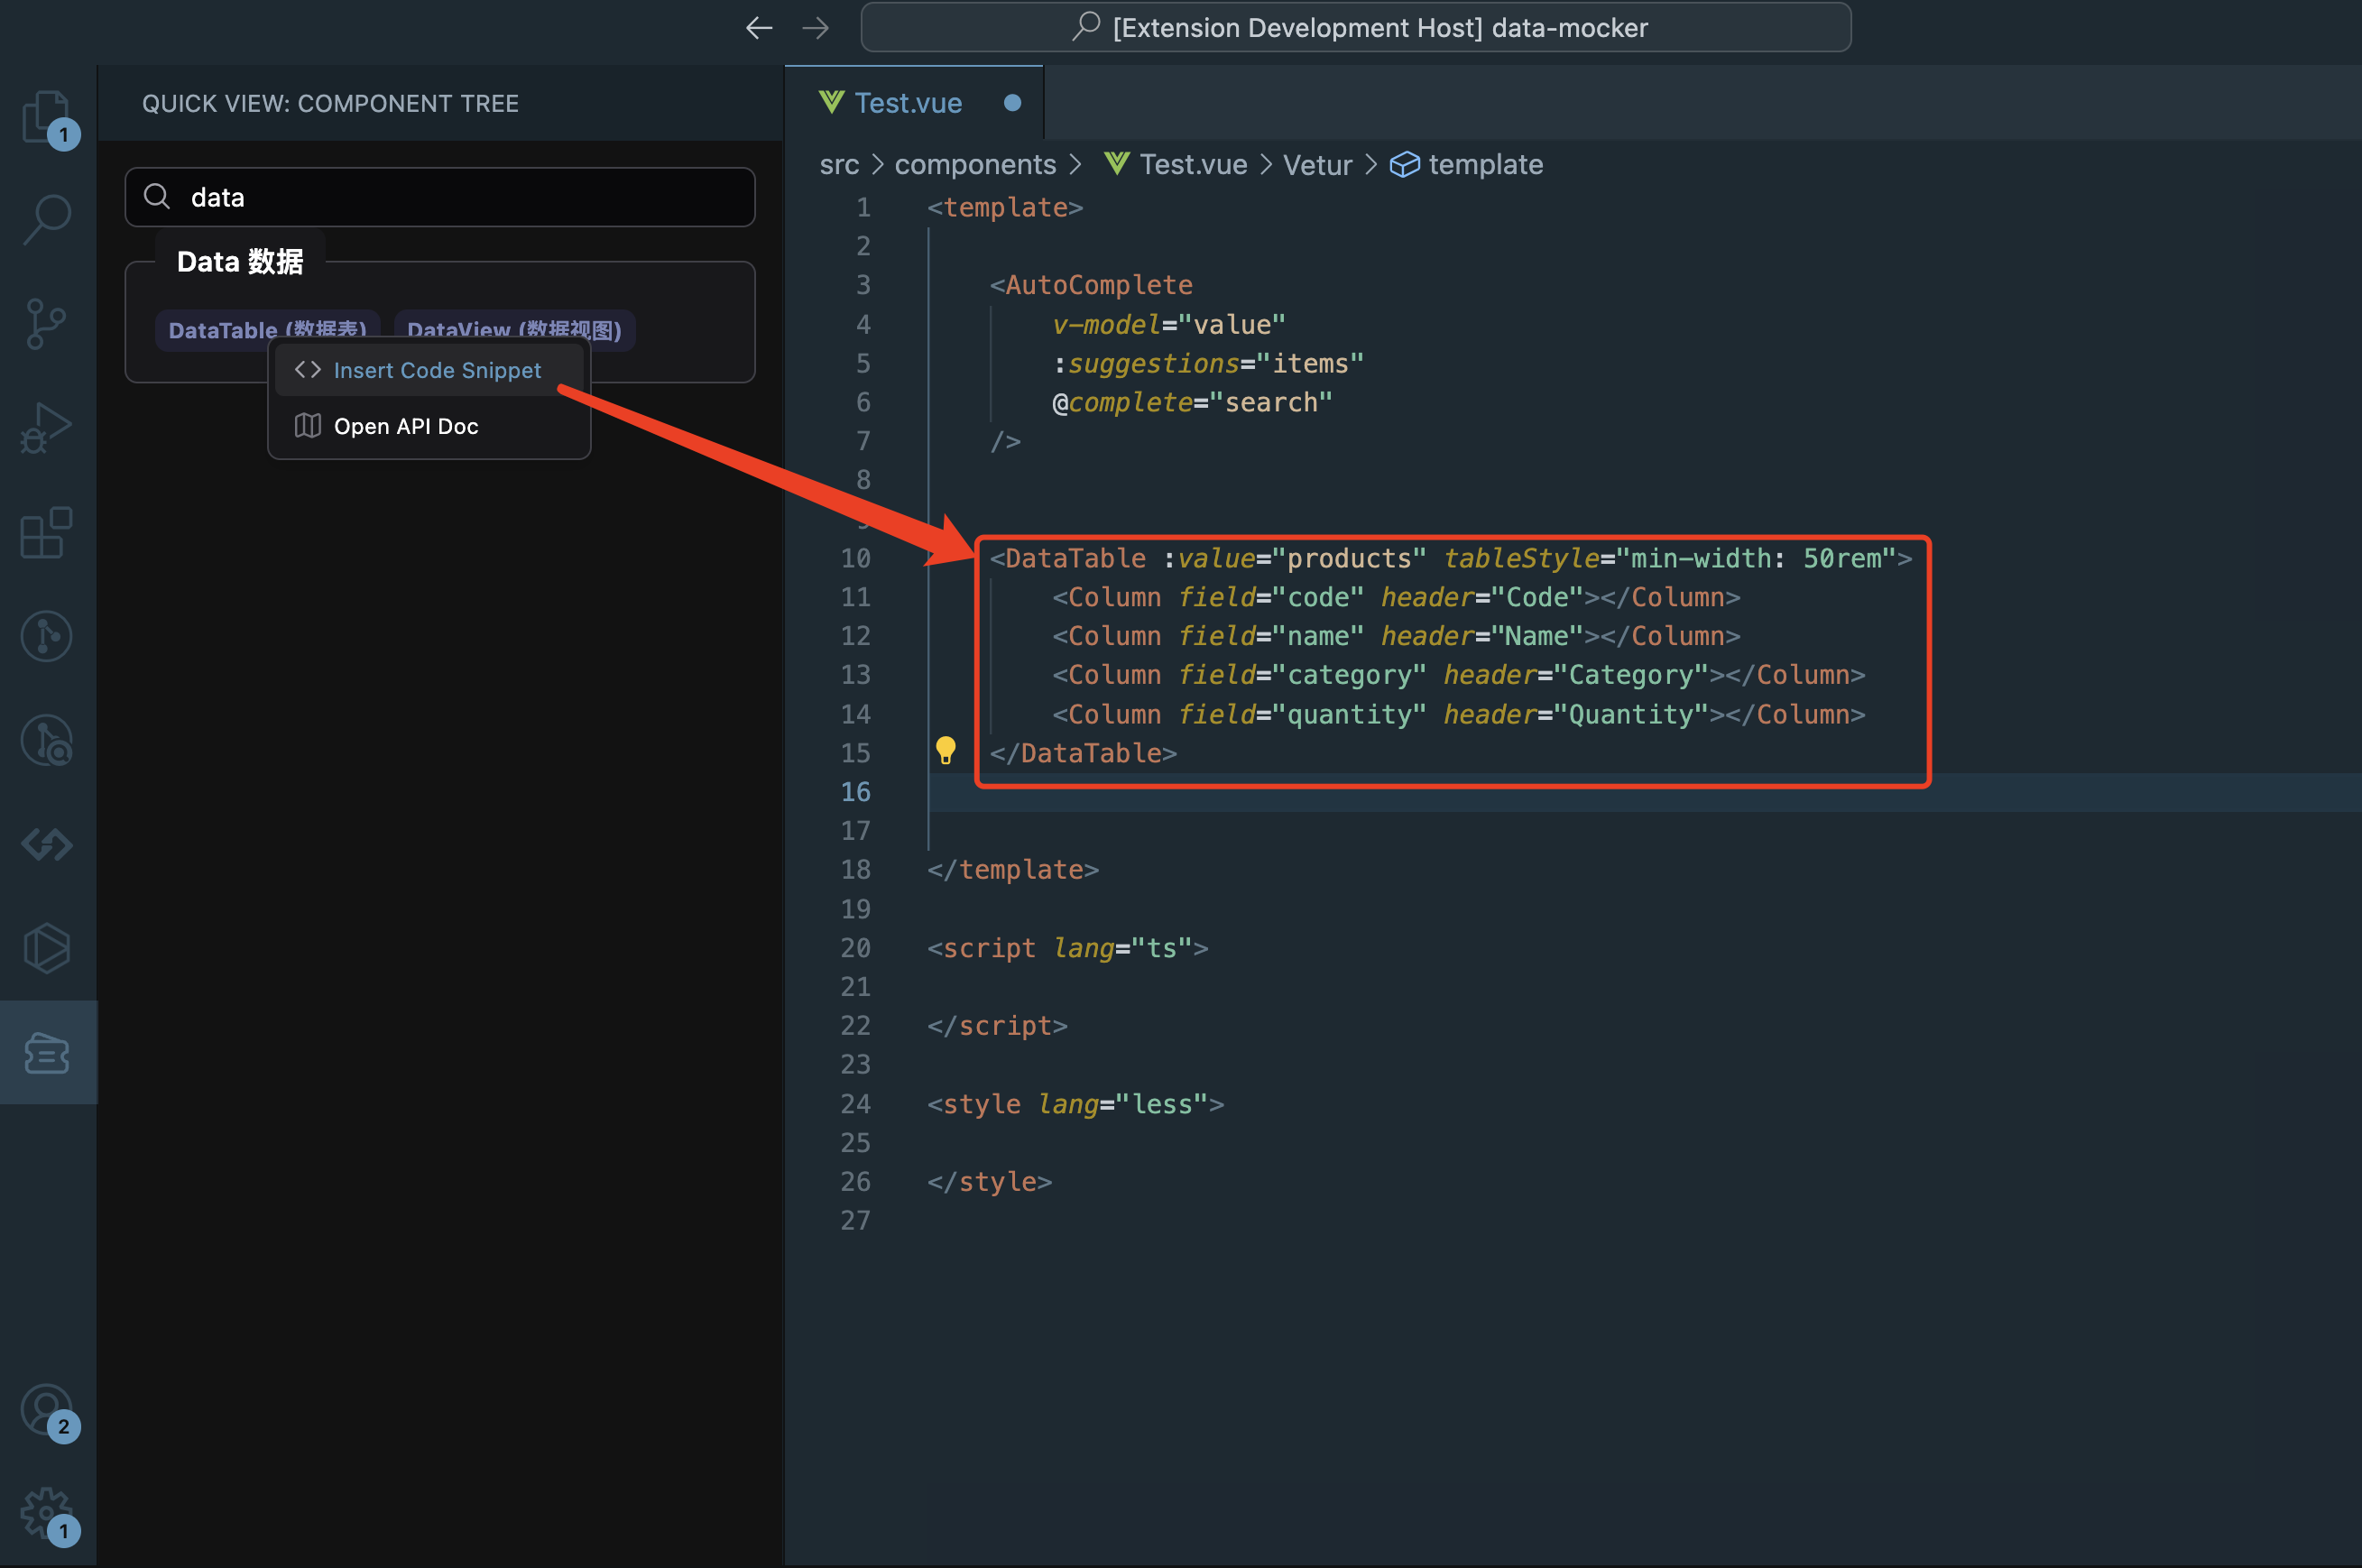 [Extension Development Host] data-mocker
1
QUICK VIEW: COMPONENT TREE
data
Data 数据
DataTable (数据表)
DataView (数据视图)
<> Insert Code Snippet
Open API Doc
2
1
Test.vue
src > components > Test.vue > Vetur > template
1 <template>
2
3 <AutoComplete
4 v-model="value"
5 :suggestions="items"
6 @complete="search"
7 />
8
9
10 <DataTable :value="products" tableStyle="min-width: 50rem">
11 <Column field="code" header="Code"></Column>
12 <Column field="name" header="Name"></Column>
13 <Column field="category" header="Category"></Column>
14 <Column field="quantity" header="Quantity"></Column>
15 </DataTable>
16
17
18 </template>
19
20 <script lang="ts">
21
22 </script>
23
24 <style lang="less">
25
26 </style>
27